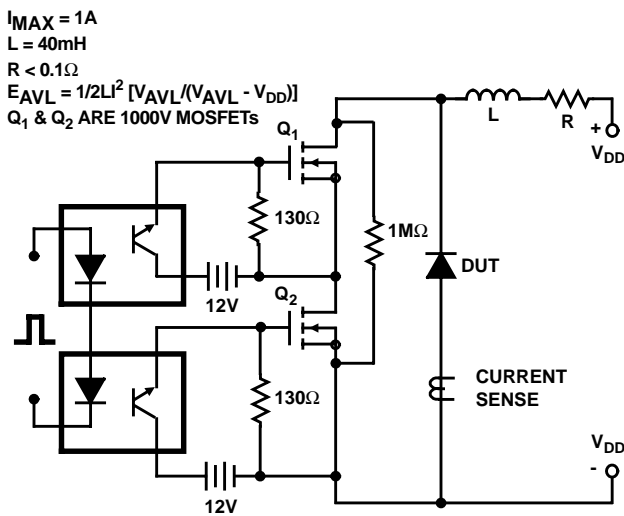 IMAX = 1A
L = 40mH
R < 0.1Ω
EAVL = 1/2LI² [VAVL/(VAVL - VDD)]
Q1 & Q2 ARE 1000V MOSFETs
Q1
L
R
+
VDD
130Ω
1MΩ
DUT
12V
Q2
CURRENT
SENSE
130Ω
VDD
-
12V